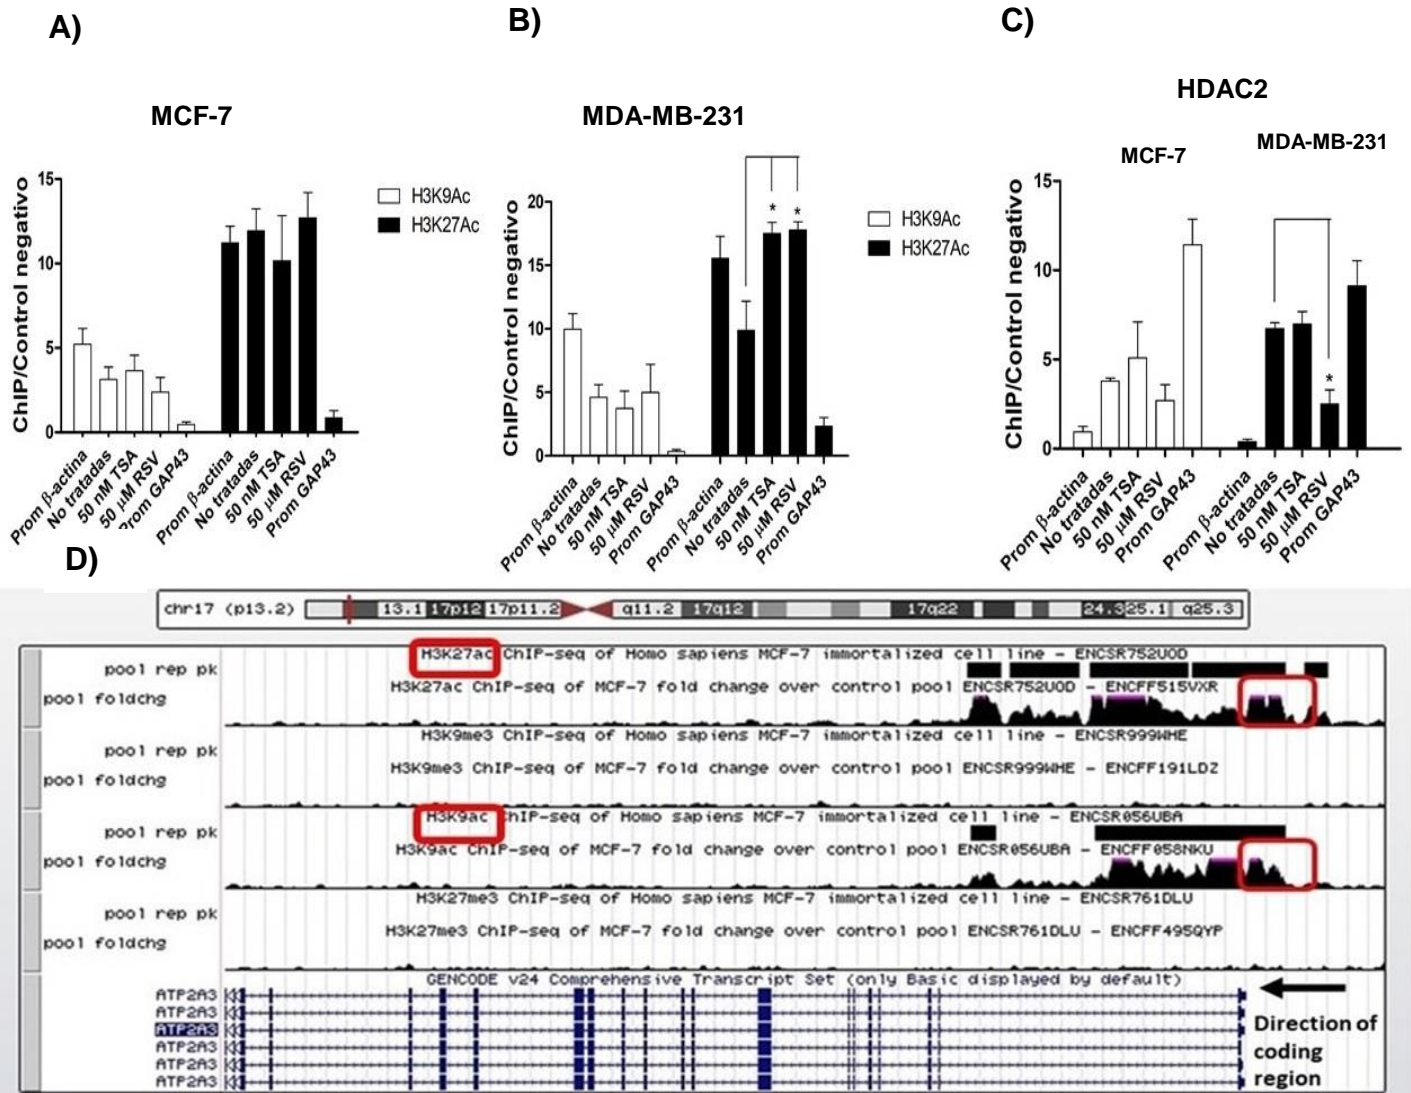 A)
MCF-7
ChIP/Control negativo
15
10
5
0
H3K9Ac
H3K27Ac
Prom β-actina
No tratadas
50 nM TSA
50 µM RSV
Prom GAP43
Prom β-actina
No tratadas
50 nM TSA
50 µM RSV
Prom GAP43
B)
MDA-MB-231
ChIP/Control negativo
20
15
10
5
0
* *
H3K9Ac
H3K27Ac
Prom β-actina
No tratadas
50 nM TSA
50 µM RSV
Prom GAP43
Prom β-actina
No tratadas
50 nM TSA
50 µM RSV
Prom GAP43
C)
HDAC2
MCF-7
MDA-MB-231
ChIP/Control negativo
15
10
5
0
*
Prom β-actina
No tratadas
50 nM TSA
50 µM RSV
Prom GAP43
Prom β-actina
No tratadas
50 nM TSA
50 µM RSV
Prom GAP43
D)
chr17 (p13.2) 13.1 17p12 17p11.2 q11.2 17q12 17q22 24.3 25.1 q25.3
H3K27ac ChIP-seq of Homo sapiens MCF-7 immortalized cell line - ENCSR752UOD
pool rep pk
H3K27ac ChIP-seq of MCF-7 fold change over control pool ENCSR752UOD - ENCFF515VXR
pool foldchg
H3K9me3 ChIP-seq of Homo sapiens MCF-7 immortalized cell line - ENCSR999WHE
pool rep pk
H3K9me3 ChIP-seq of MCF-7 fold change over control pool ENCSR999WHE - ENCFF191LDZ
pool foldchg
H3K9ac ChIP-seq of Homo sapiens MCF-7 immortalized cell line - ENCSR056UBA
pool rep pk
H3K9ac ChIP-seq of MCF-7 fold change over control pool ENCSR056UBA - ENCFF058NKU
pool foldchg
H3K27me3 ChIP-seq of Homo sapiens MCF-7 immortalized cell line - ENCSR761DLU
pool rep pk
H3K27me3 ChIP-seq of MCF-7 fold change over control pool ENCSR761DLU - ENCFF495QYP
pool foldchg
GENCODE v24 Comprehensive Transcript Set (only Basic displayed by default)
ATP2A3
ATP2A3
ATP2A3
ATP2A3
ATP2A3
ATP2A3
Direction of
coding
region